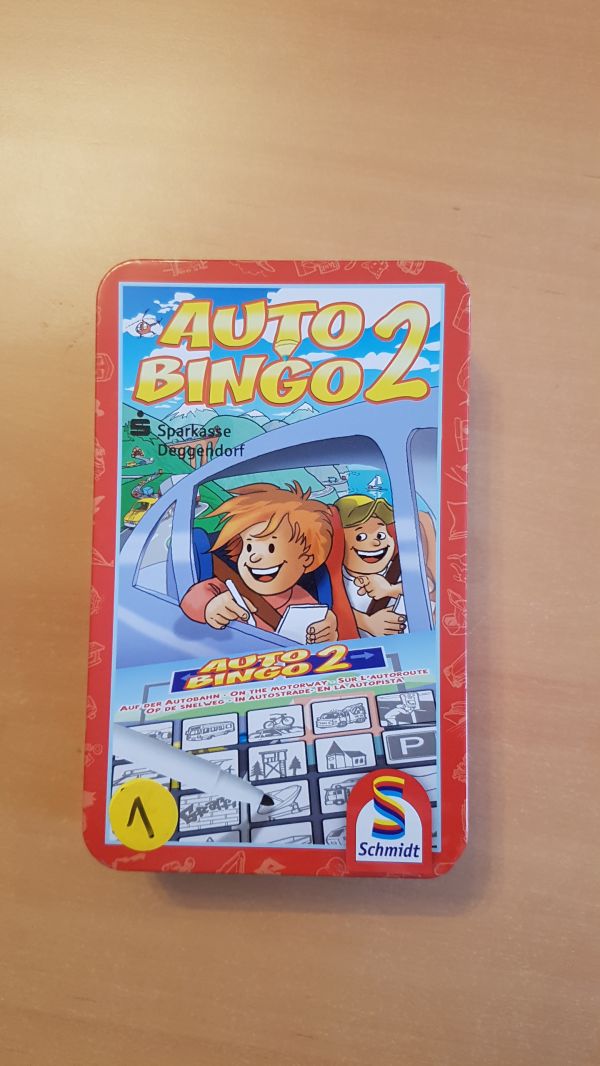 AUTO
BINGO 2
Sparkasse
Deggendorf
AUTO
BINGO 2
AUF DER AUTOBAHN - ON THE MOTORWAY - SUR L'AUTOROUTE
OP DE SNELWEG - IN AUTOSTRADE - EN LA AUTOPISTA
P
1
Schmidt